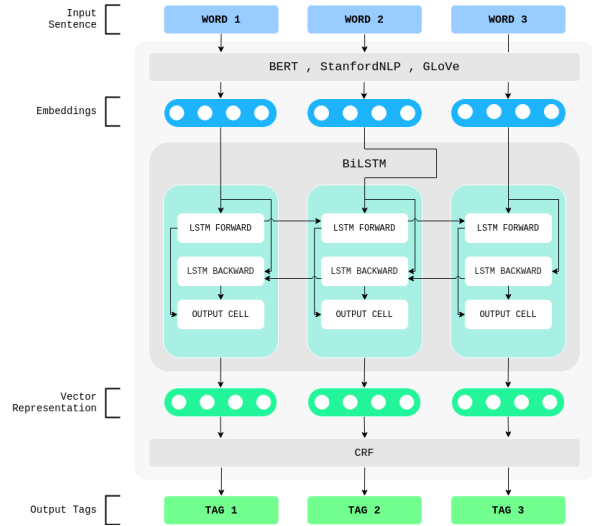 Input
Sentence
WORD 1
WORD 2
WORD 3
BERT , StanfordNLP , GLoVe
Embeddings
BiLSTM
LSTM FORWARD
LSTM FORWARD
LSTM FORWARD
LSTM BACKWARD
LSTM BACKWARD
LSTM BACKWARD
OUTPUT CELL
OUTPUT CELL
OUTPUT CELL
Vector
Representation
CRF
Output Tags
TAG 1
TAG 2
TAG 3